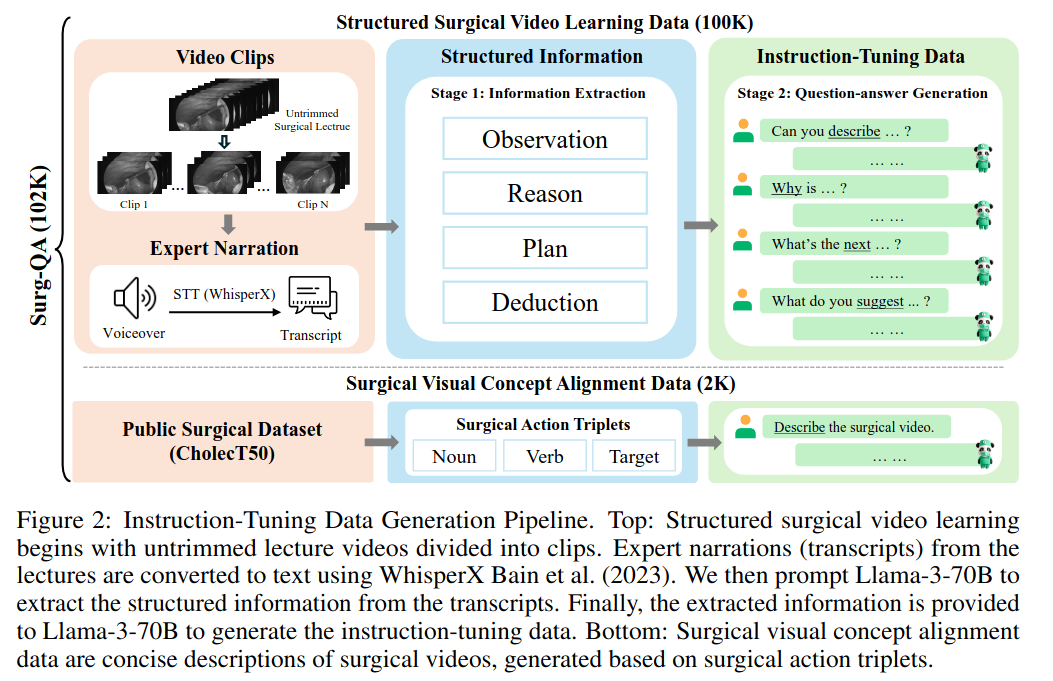 Structured Surgical Video Learning Data (100K)
Surg-QA (102K)
Video Clips
Untrimmed
Surgical Lectrue
... ...
Clip 1
Clip N
Expert Narration
STT (WhisperX)
Voiceover
Transcript
Structured Information
Stage 1: Information Extraction
Observation
Reason
Plan
Deduction
Instruction-Tuning Data
Stage 2: Question-answer Generation
Can you describe ... ?
... ...
Why is ... ?
... ...
What's the next ... ?
... ...
What do you suggest ... ?
... ...
Surgical Visual Concept Alignment Data (2K)
Public Surgical Dataset
(CholecT50)
Surgical Action Triplets
Noun
Verb
Target
Describe the surgical video.
... ...
Figure 2: Instruction-Tuning Data Generation Pipeline. Top: Structured surgical video learning
begins with untrimmed lecture videos divided into clips. Expert narrations (transcripts) from the
lectures are converted to text using WhisperX Bain et al. (2023). We then prompt Llama-3-70B to
extract the structured information from the transcripts. Finally, the extracted information is provided
to Llama-3-70B to generate the instruction-tuning data. Bottom: Surgical visual concept alignment
data are concise descriptions of surgical videos, generated based on surgical action triplets.